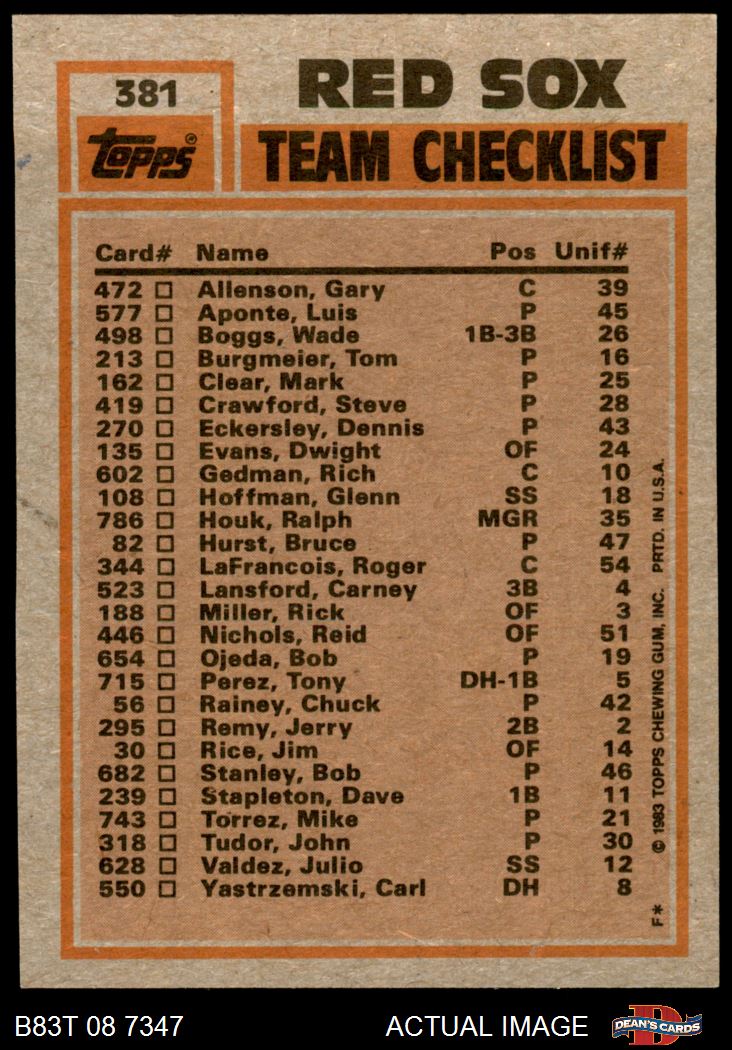 381
RED SOX
Topps®
TEAM CHECKLIST
Card# Name Pos Unif#
472 Allenson, Gary C 39
577 Aponte, Luis P 45
498 Boggs, Wade 1B-3B 26
213 Burgmeier, Tom P 16
162 Clear, Mark P 25
419 Crawford, Steve P 28
270 Eckersley, Dennis P 43
135 Evans, Dwight OF 24
602 Gedman, Rich C 10
108 Hoffman, Glenn SS 18
786 Houk, Ralph MGR 35
82 Hurst, Bruce P 47
344 LaFrancois, Roger C 54
523 Lansford, Carney 3B 4
188 Miller, Rick OF 3
446 Nichols, Reid OF 51
654 Ojeda, Bob P 19
715 Perez, Tony DH-1B 5
56 Rainey, Chuck P 42
295 Remy, Jerry 2B 2
30 Rice, Jim OF 14
682 Stanley, Bob P 46
239 Stapleton, Dave 1B 11
743 Torrez, Mike P 21
318 Tudor, John P 30
628 Valdez, Julio SS 12
550 Yastrzemski, Carl DH 8
F* © 1983 TOPPS CHEWING GUM, INC. PRTD. IN U.S.A.
B83T 08 7347 ACTUAL IMAGE
D
DEAN'S CARDS